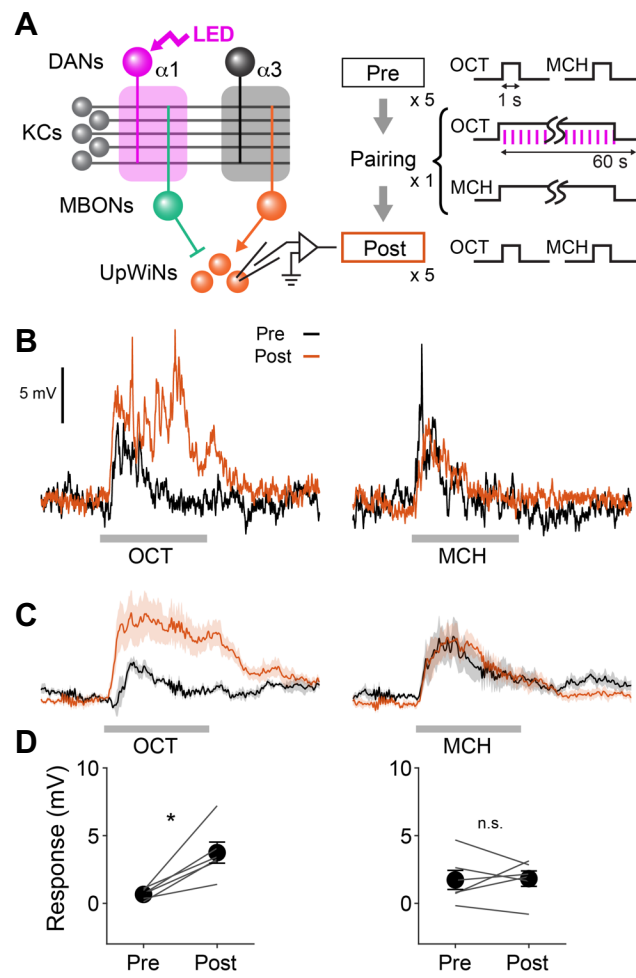 A
LED
DANs
α1
α3
KCs
MBONs
UpWiNs
Pre
x 5
Pairing
x 1
Post
x 5
OCT
MCH
1 s
OCT
60 s
MCH
OCT
MCH
B
Pre
Post
5 mV
OCT
MCH
C
OCT
MCH
D
Response (mV)
10
5
0
*
Pre
Post
10
5
0
n.s.
Pre
Post